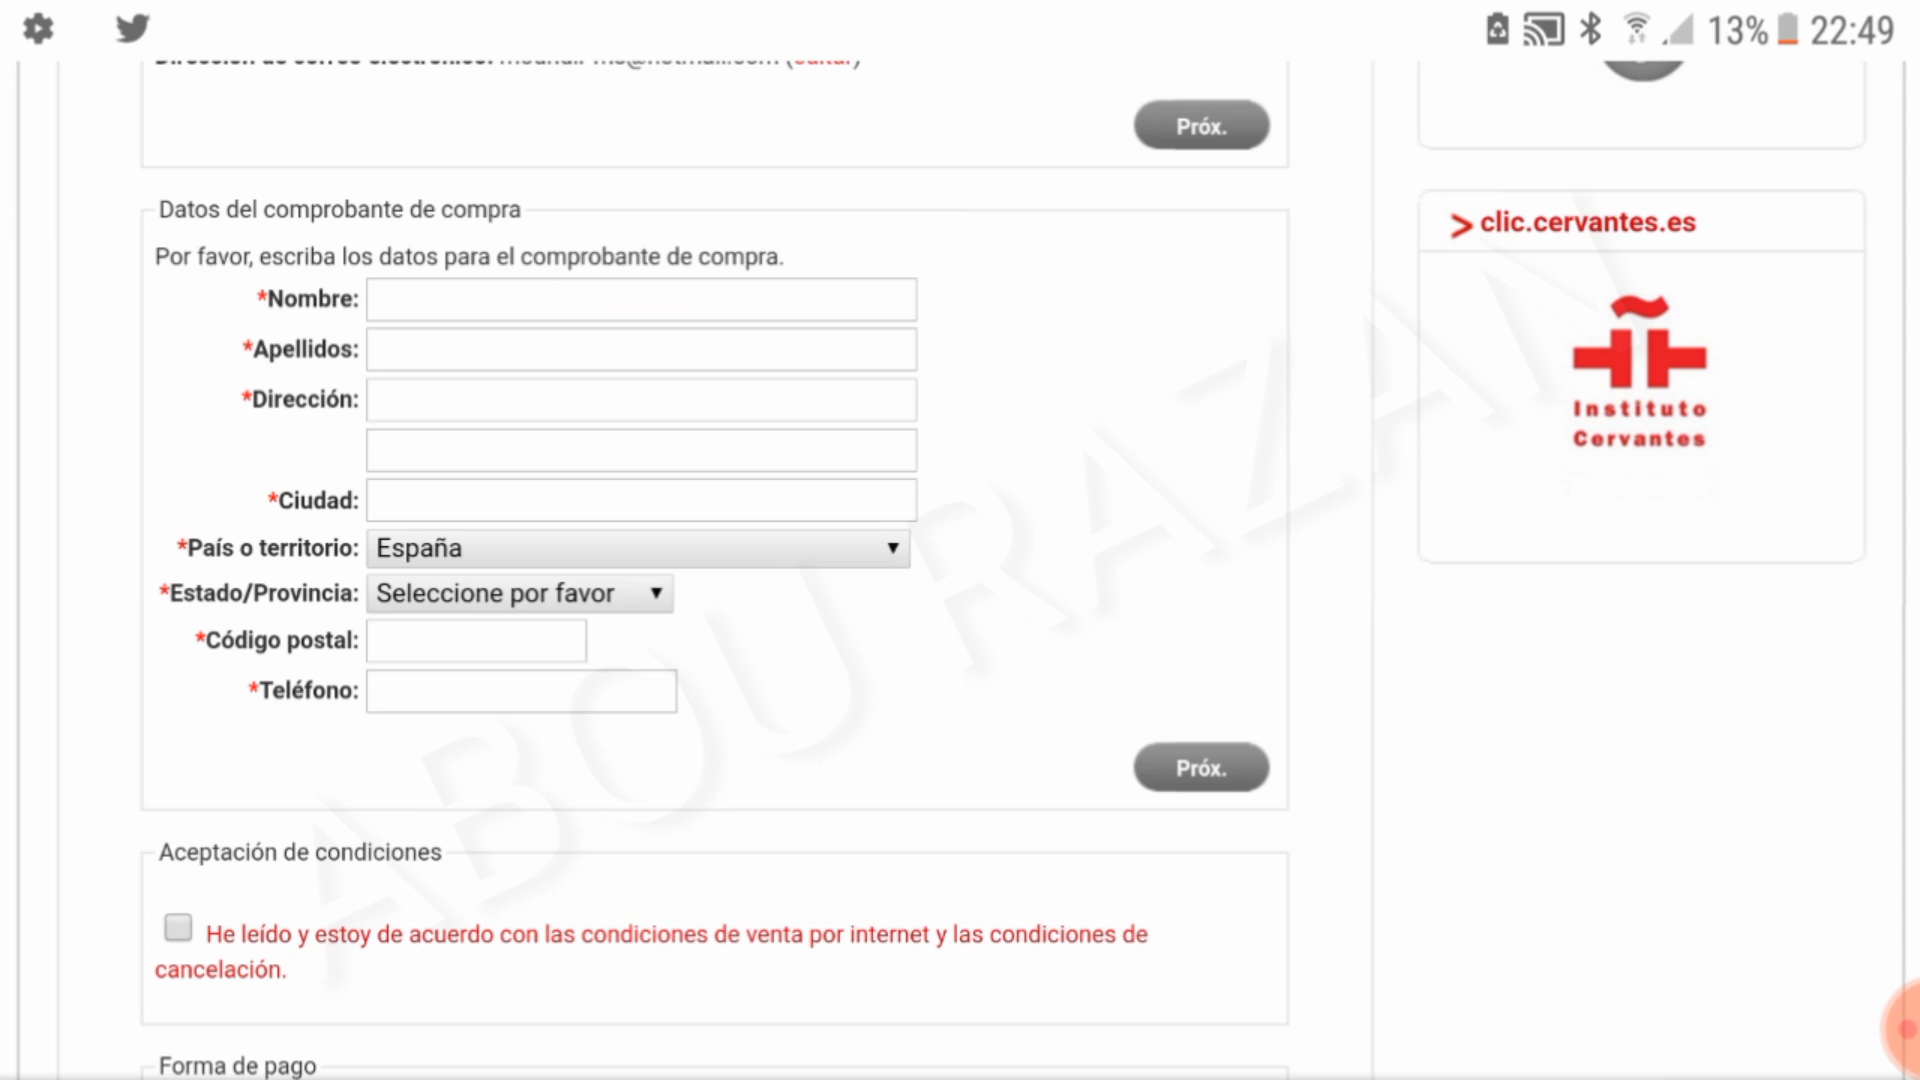 13% 22:49
Próx.
Datos del comprobante de compra
Por favor, escriba los datos para el comprobante de compra.
*Nombre:
*Apellidos:
*Dirección:
*Ciudad:
*País o territorio: España
*Estado/Provincia: Seleccione por favor
*Código postal:
*Teléfono:
Próx.
Aceptación de condiciones
He leído y estoy de acuerdo con las condiciones de venta por internet y las condiciones de
cancelación.
Forma de pago
> clic.cervantes.es
Instituto
Cervantes
ABOU RAZAN